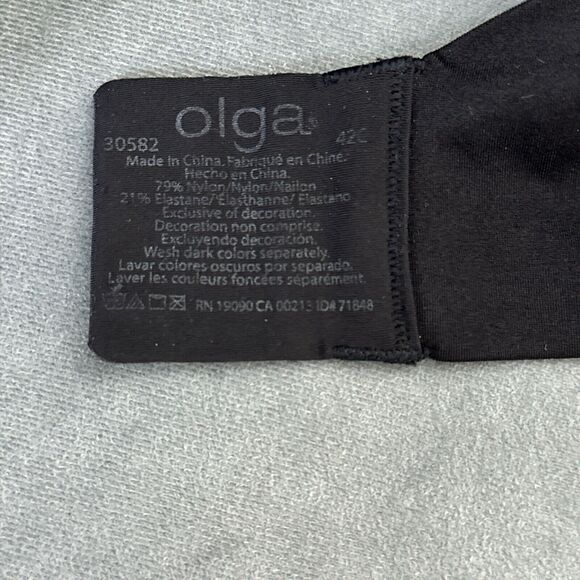 olga
30582 42C
Made in China. Fabriqué en Chine.
Hecho en China.
79% Nylon/Nylon/Nailon
21% Elastane/Élasthanne/ Elastano
Exclusive of decoration.
Décoration non comprise.
Excluyendo decoración.
Wash dark colors separately.
Lavar colores oscuros por separado.
Laver les couleurs foncées séparément.
RN 19090 CA 00213 ID# 71848